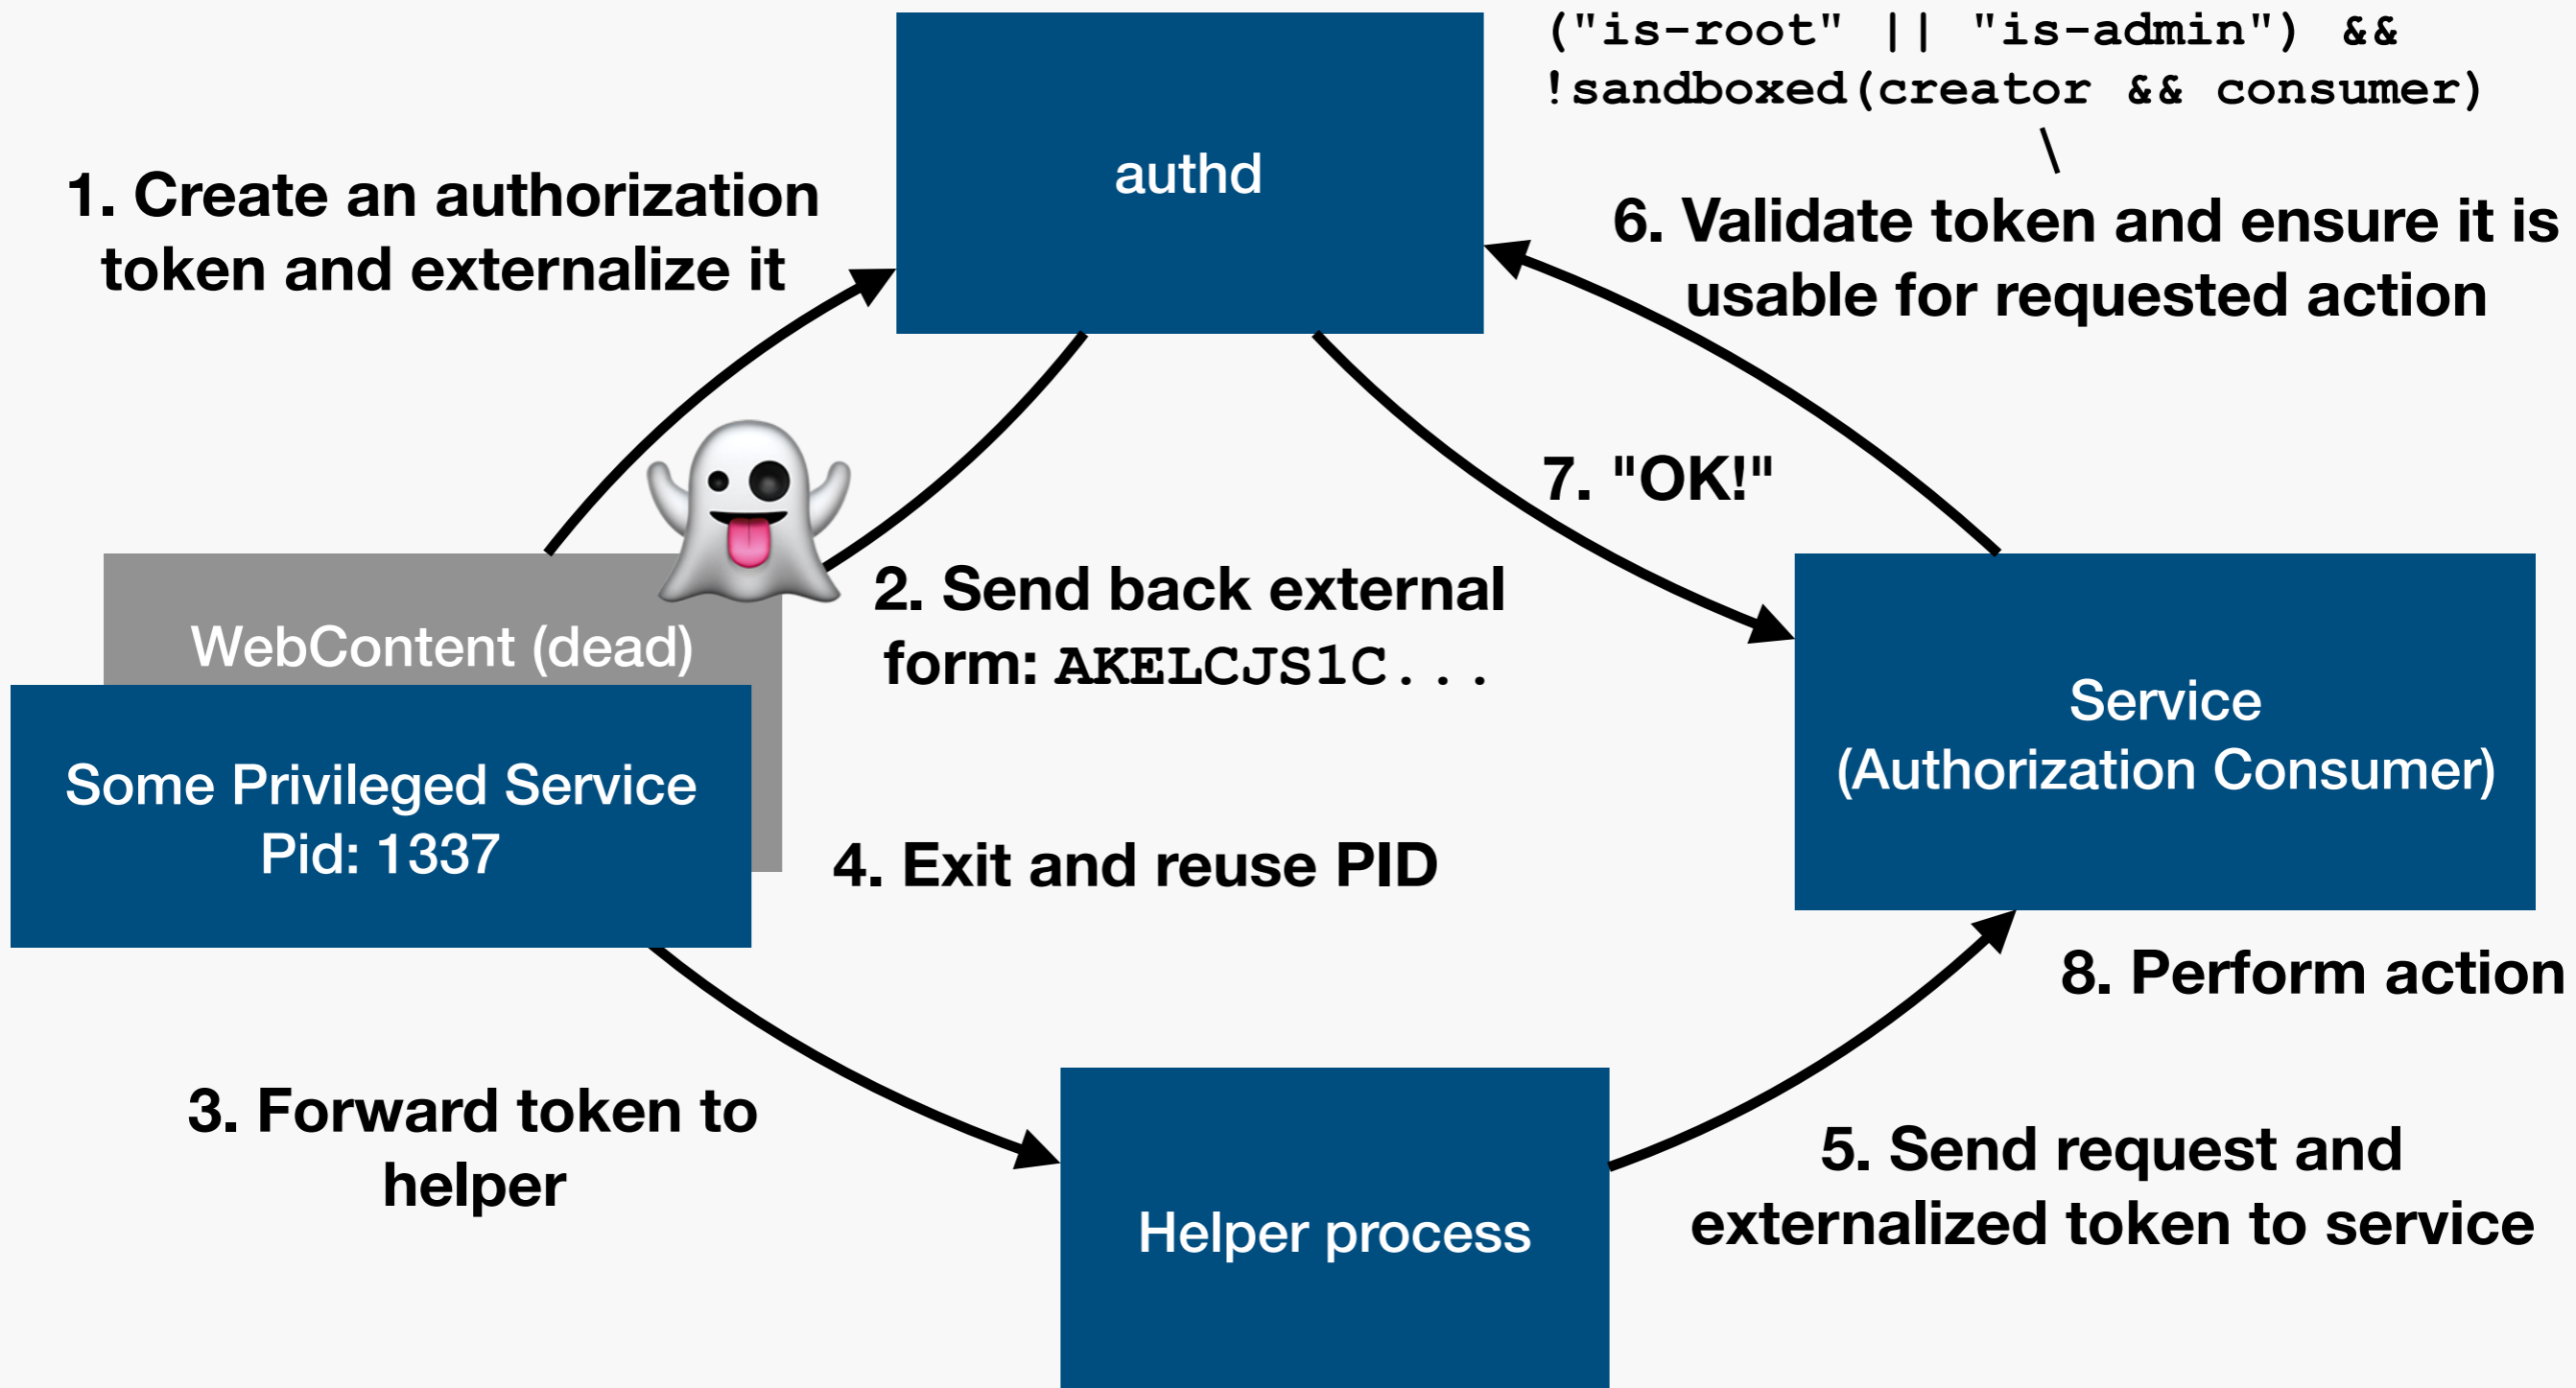 ("is-root" || "is-admin") &&
!sandboxed(creator && consumer)
\
authd
1. Create an authorization
token and externalize it
6. Validate token and ensure it is
usable for requested action
7. "OK!"
2. Send back external
form: AKELCJS1C...
WebContent (dead)
Some Privileged Service
Pid: 1337
Service
(Authorization Consumer)
4. Exit and reuse PID
8. Perform action
3. Forward token to
helper
Helper process
5. Send request and
externalized token to service